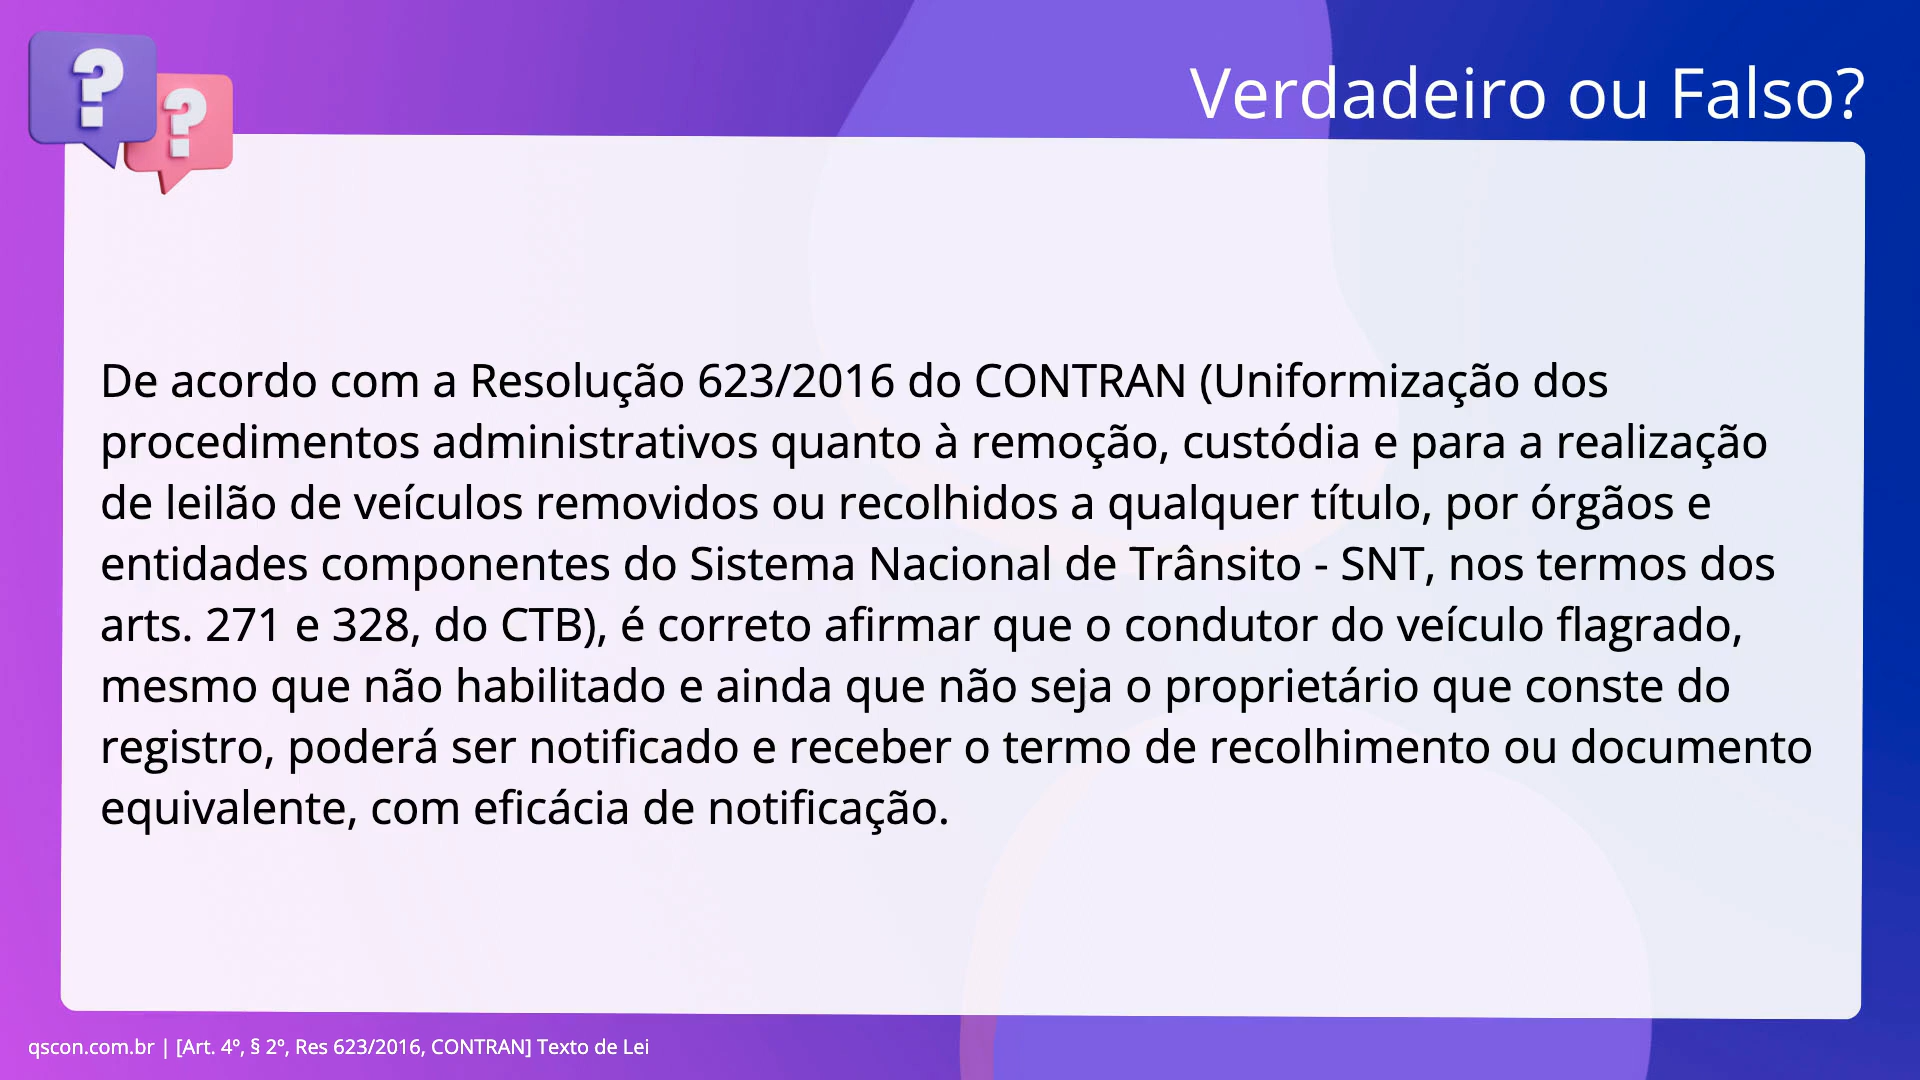 Verdadeiro ou Falso?
De acordo com a Resolução 623/2016 do CONTRAN (Uniformização dos
procedimentos administrativos quanto à remoção, custódia e para a realização
de leilão de veículos removidos ou recolhidos a qualquer título, por órgãos e
entidades componentes do Sistema Nacional de Trânsito - SNT, nos termos dos
arts. 271 e 328, do CTB), é correto afirmar que o condutor do veículo flagrado,
mesmo que não habilitado e ainda que não seja o proprietário que conste do
registro, poderá ser notificado e receber o termo de recolhimento ou documento
equivalente, com eficácia de notificação.
qscon.com.br | [Art. 4º, § 2º, Res 623/2016, CONTRAN] Texto de Lei